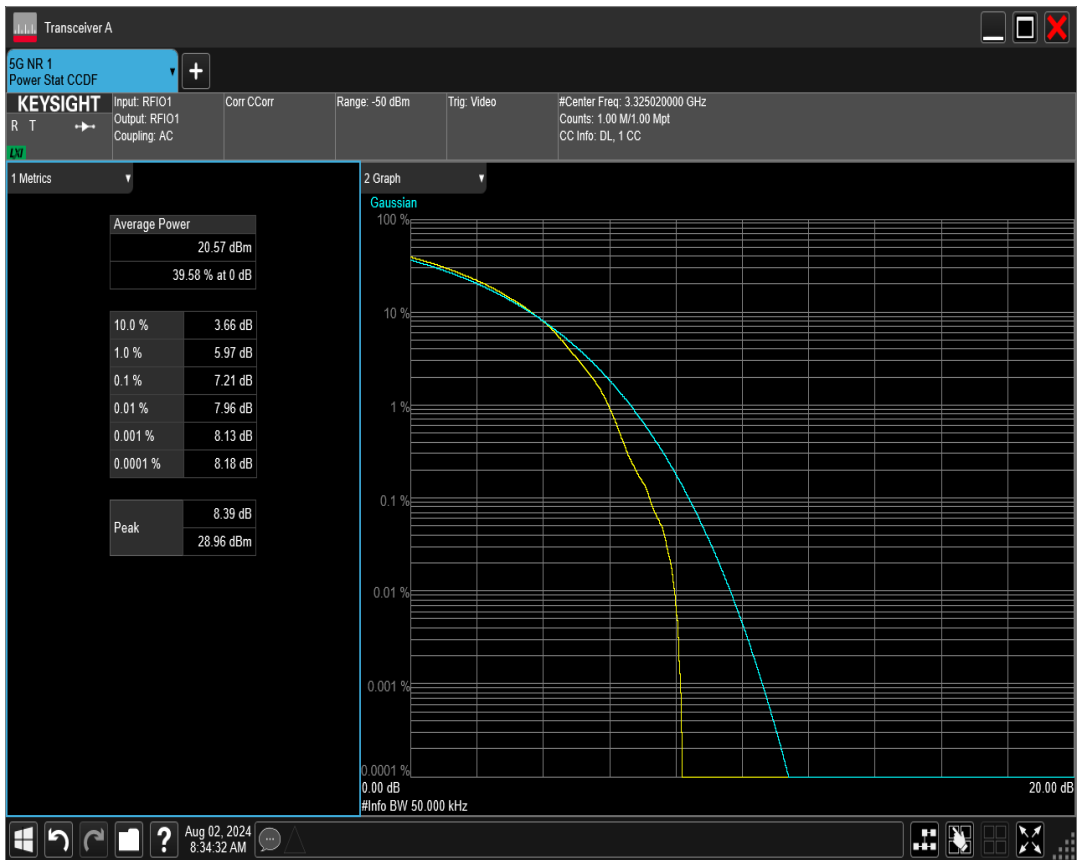 Transceiver A
5G NR 1
Power Stat CCDF
+
KEYSIGHT
R T
LXI
Input: RFIO1
Output: RFIO1
Coupling: AC
Corr CCorr
Range: -50 dBm
Trig: Video
#Center Freq: 3.325020000 GHz
Counts: 1.00 M/1.00 Mpt
CC Info: DL, 1 CC
1 Metrics
Average Power
20.57 dBm
39.58 % at 0 dB
10.0 % 3.66 dB
1.0 % 5.97 dB
0.1 % 7.21 dB
0.01 % 7.96 dB
0.001 % 8.13 dB
0.0001 % 8.18 dB
Peak 8.39 dB
28.96 dBm
2 Graph
Gaussian
100 %
10 %
1 %
0.1 %
0.01 %
0.001 %
0.0001 %
0.00 dB 20.00 dB
#Info BW 50.000 kHz
?
Aug 02, 2024
8:34:32 AM